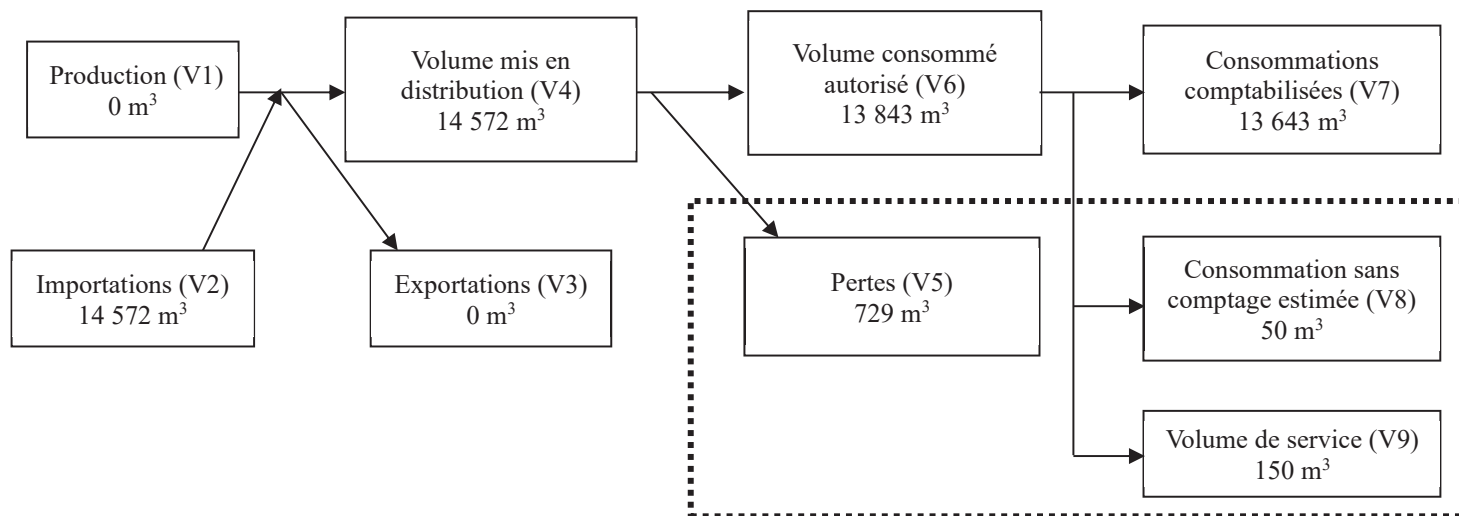 Production (V1)
0 m³
Volume mis en
distribution (V4)
14 572 m³
Volume consommé
autorisé (V6)
13 843 m³
Consommations
comptabilisées (V7)
13 643 m³
Importations (V2)
14 572 m³
Exportations (V3)
0 m³
Pertes (V5)
729 m³
Consommation sans
comptage estimée (V8)
50 m³
Volume de service (V9)
150 m³